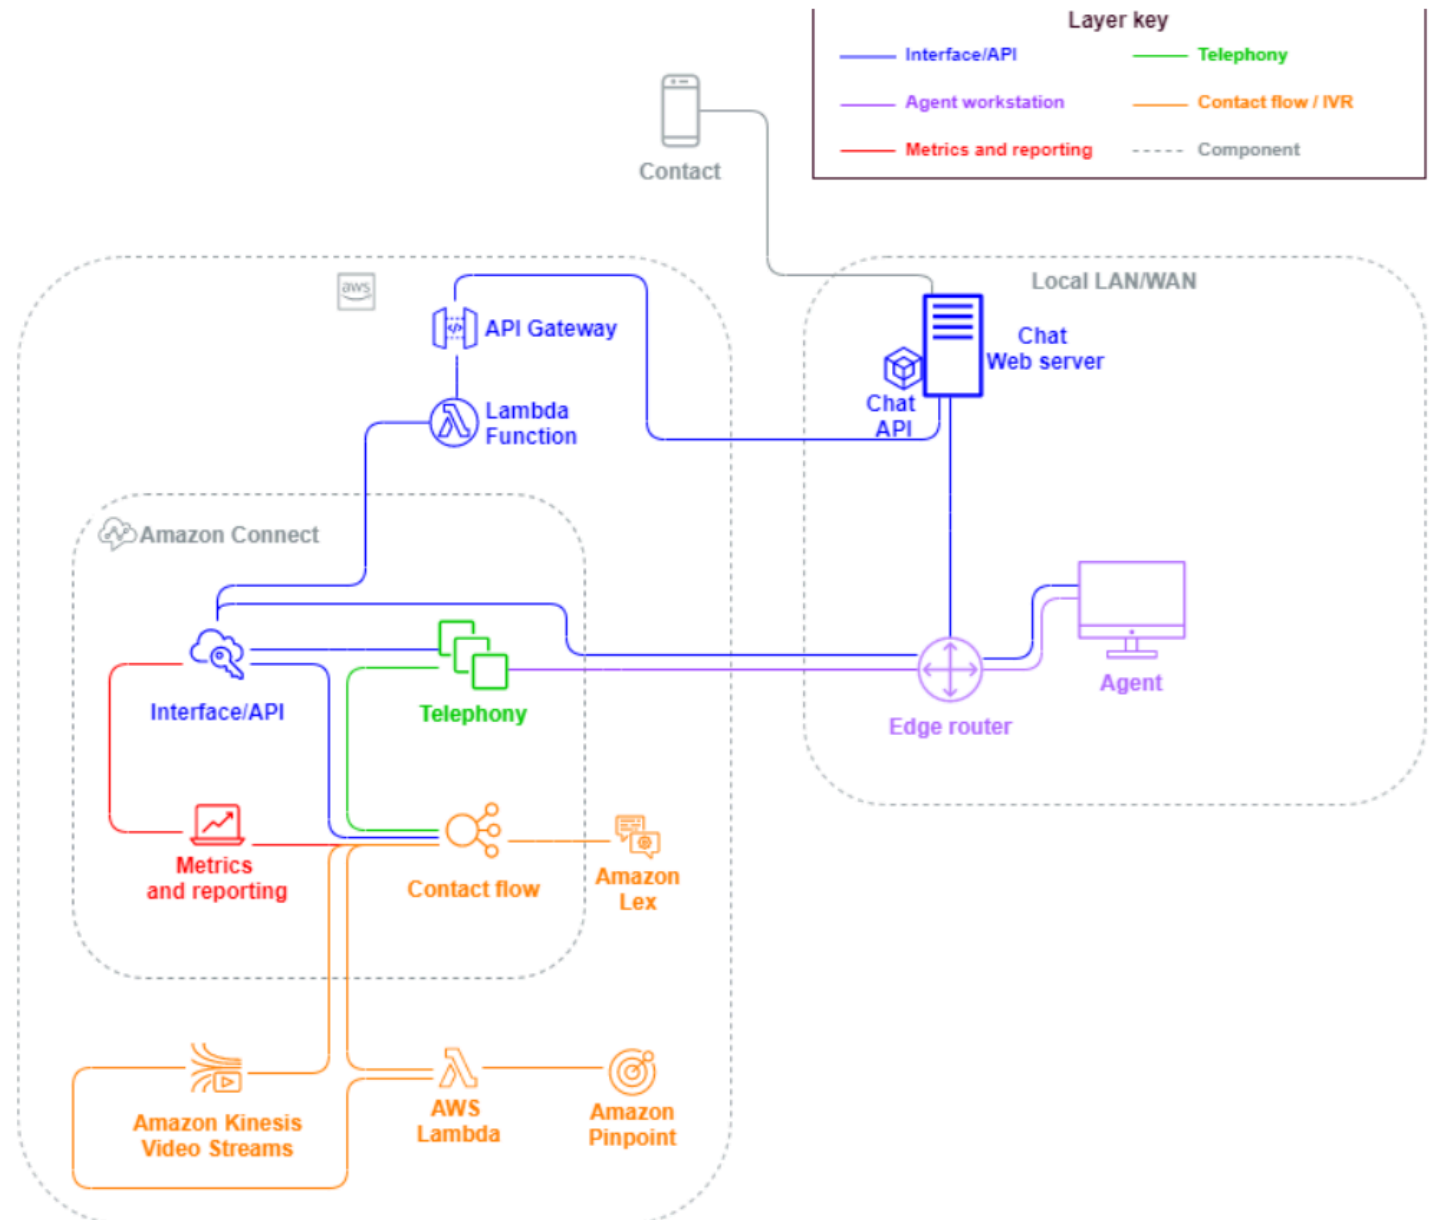 Layer key
Interface/API
Telephony
Agent workstation
Contact flow / IVR
Metrics and reporting
Component
Contact
aws
Local LAN/WAN
API Gateway
Chat
Web server
Chat
API
Lambda
Function
Amazon Connect
Interface/API
Telephony
Edge router
Agent
Metrics
and reporting
Contact flow
Amazon
Lex
Amazon Kinesis
Video Streams
AWS
Lambda
Amazon
Pinpoint